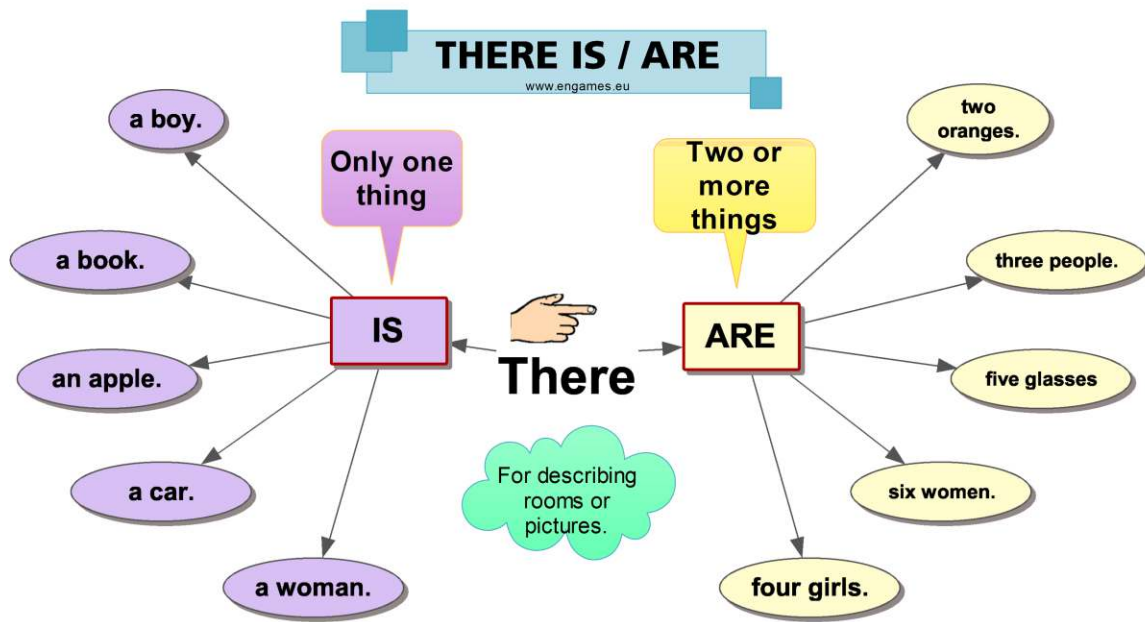 THERE IS / ARE
www.engames.eu
Only one
thing
Two or
more
things
a boy.
a book.
an apple.
a car.
a woman.
IS
There
ARE
two
oranges.
three people.
five glasses
six women.
four girls.
For describing
rooms or
pictures.